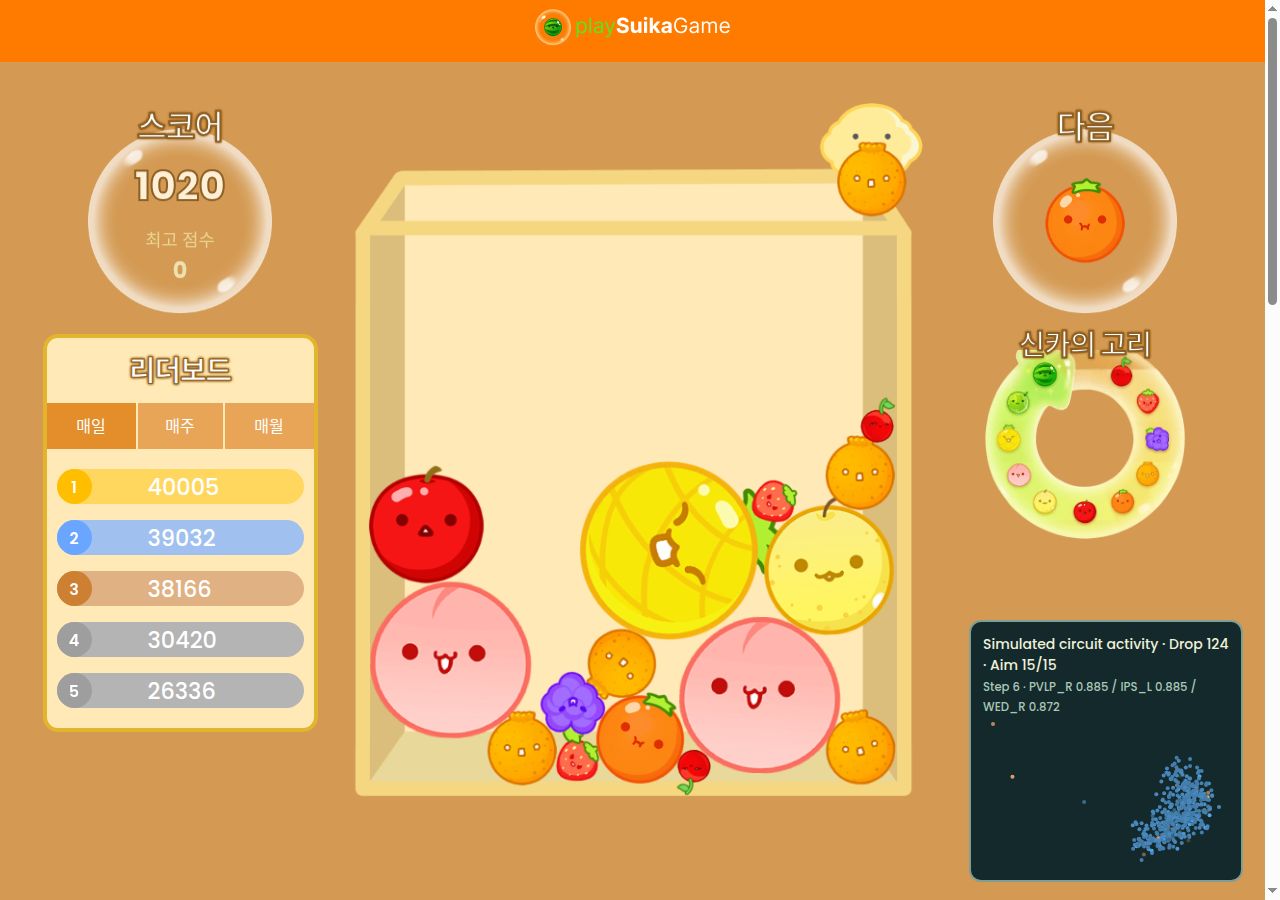 playSuikaGame
스코어
1020
최고 점수
0
리더보드
매일 매주 매월
1 40005
2 39032
3 38166
4 30420
5 26336
다음
신카의 고리
Simulated circuit activity · Drop 124
· Aim 15/15
Step 6 · PVLP_R 0.885 / IPS_L 0.885 /
WED_R 0.872